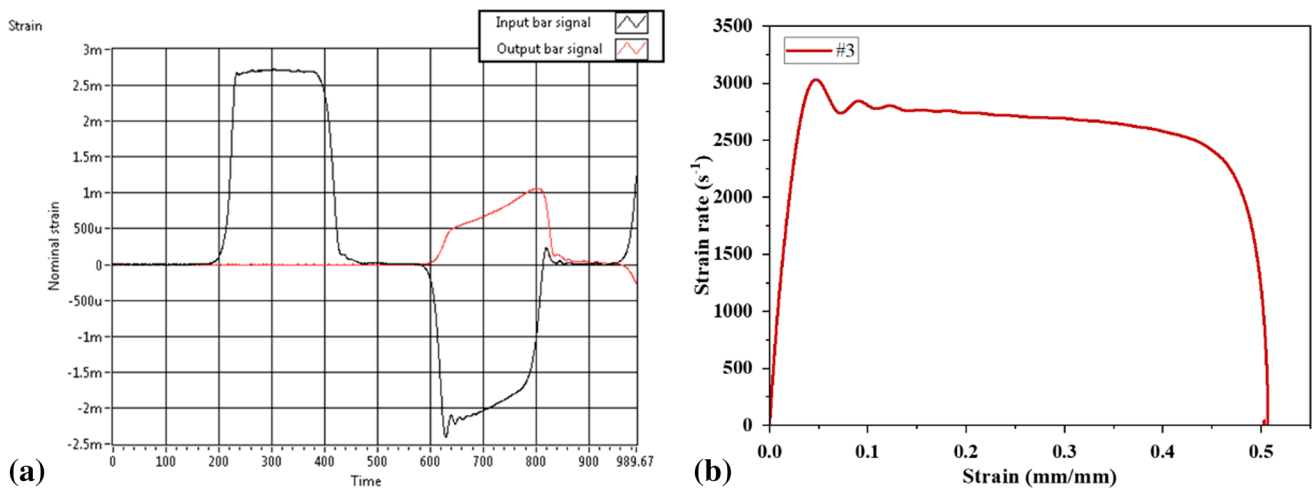 Strain
Input bar signal
Output bar signal
3m
2.5m
2m
1.5m
1m
500u
0
-500u
-1m
-1.5m
-2m
-2.5m
Nominal strain
0 100 200 300 400 500 600 700 800 900 989.67
Time
(a)
#3
3500
3000
2500
2000
1500
1000
500
0
Strain rate (s⁻¹)
0.0 0.1 0.2 0.3 0.4 0.5
Strain (mm/mm)
(b)